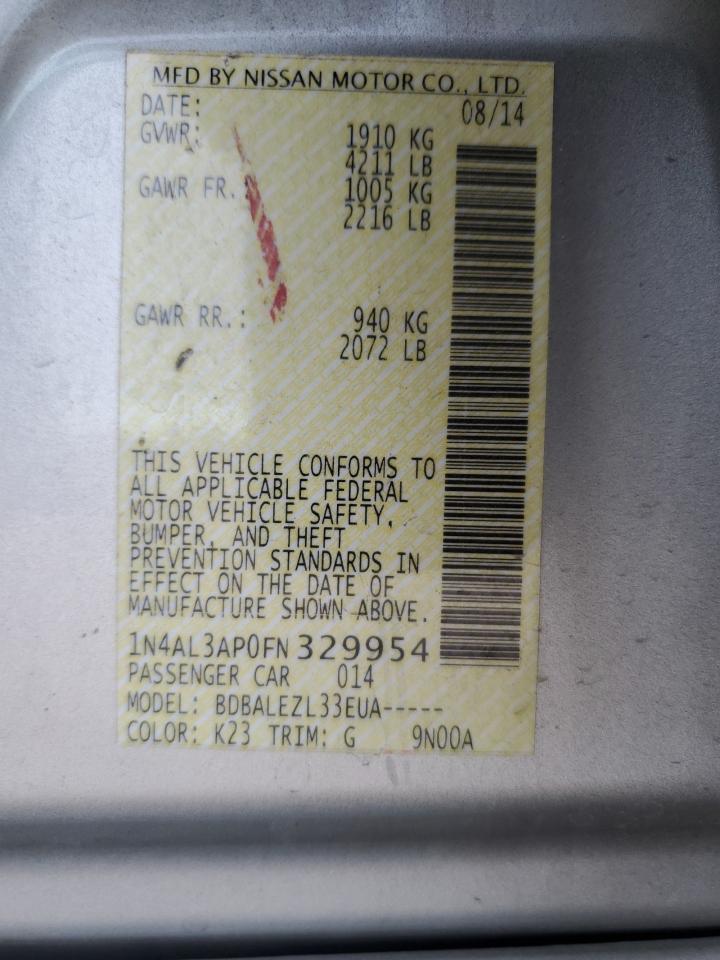 MFD BY NISSAN MOTOR CO., LTD.
DATE: 08/14
GVWR: 1910 KG
4211 LB
GAWR FR.: 1005 KG
2216 LB
GAWR RR.: 940 KG
2072 LB
THIS VEHICLE CONFORMS TO
ALL APPLICABLE FEDERAL
MOTOR VEHICLE SAFETY,
BUMPER, AND THEFT
PREVENTION STANDARDS IN
EFFECT ON THE DATE OF
MANUFACTURE SHOWN ABOVE.
1N4AL3AP0FN329954
PASSENGER CAR 014
MODEL: BDBALEZL33EUA-----
COLOR: K23 TRIM: G 9N00A